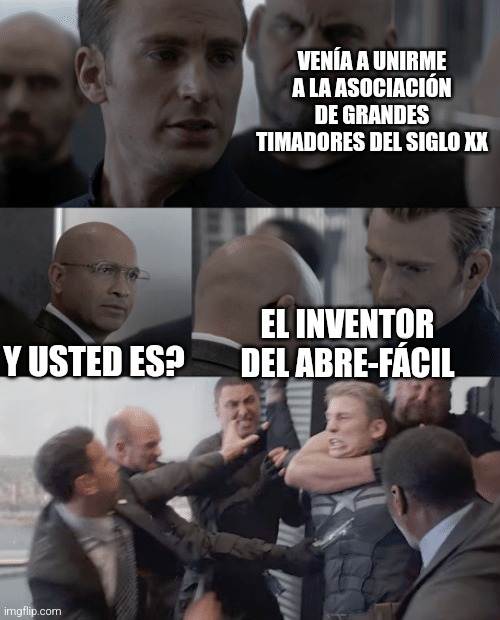 VENÍA A UNIRME
A LA ASOCIACIÓN
DE GRANDES
TIMADORES DEL SIGLO XX
Y USTED ES?
EL INVENTOR
DEL ABRE-FÁCIL
imgflip.com